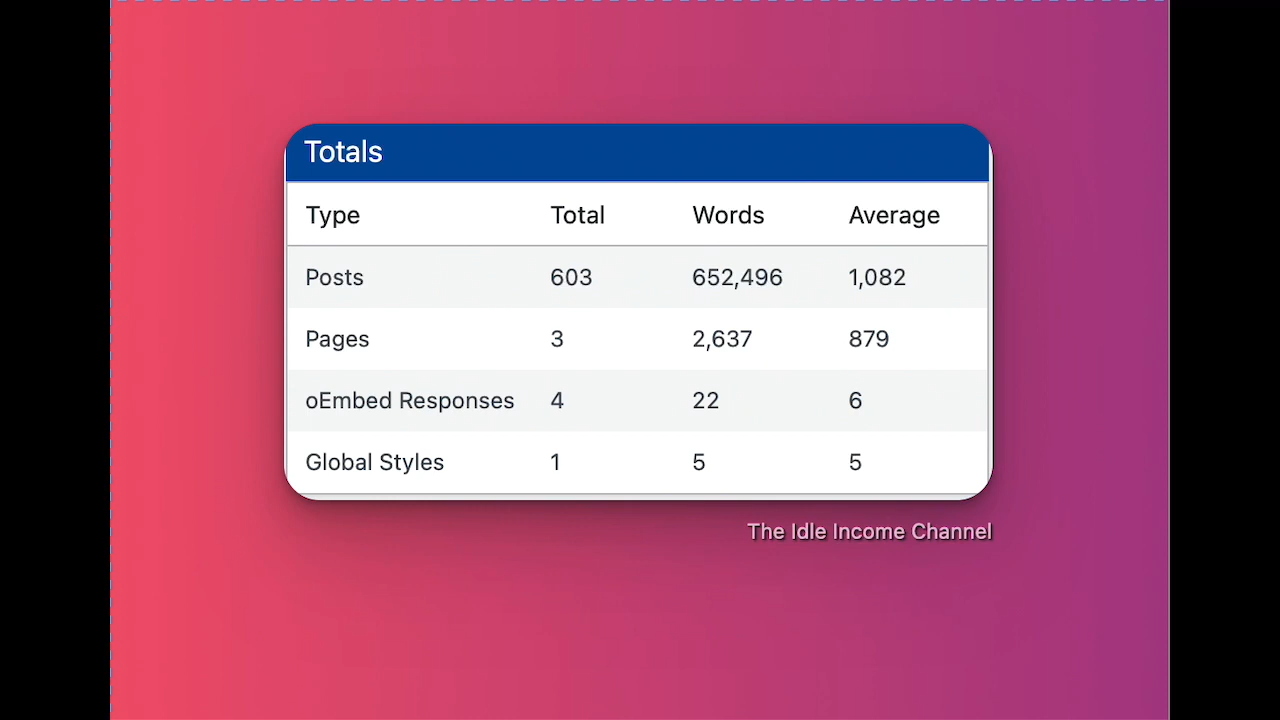 Totals
Type Total Words Average
Posts 603 652,496 1,082
Pages 3 2,637 879
oEmbed Responses 4 22 6
Global Styles 1 5 5
The Idle Income Channel